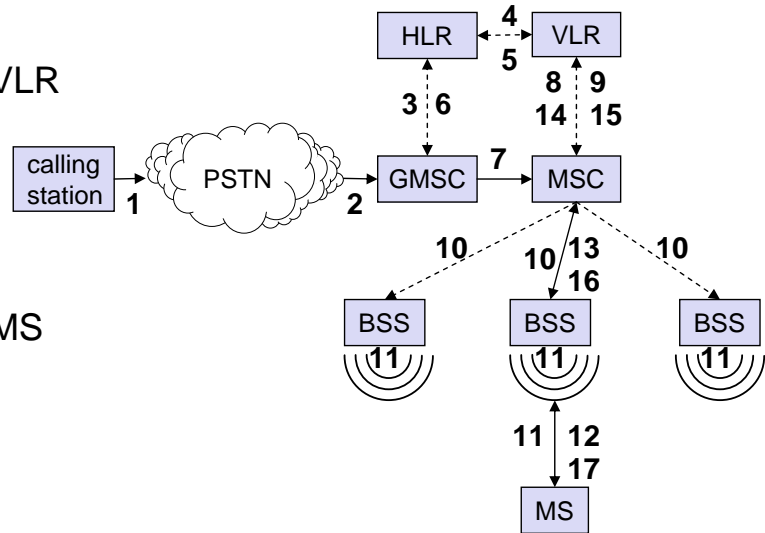 4
HLR
VLR
5
VLR
8
9
3
6
14
15
calling
station
1
PSTN
2
GMSC
7
MSC
10
10
13
16
10
MS
BSS
BSS
BSS
11
11
11
11
12
17
MS